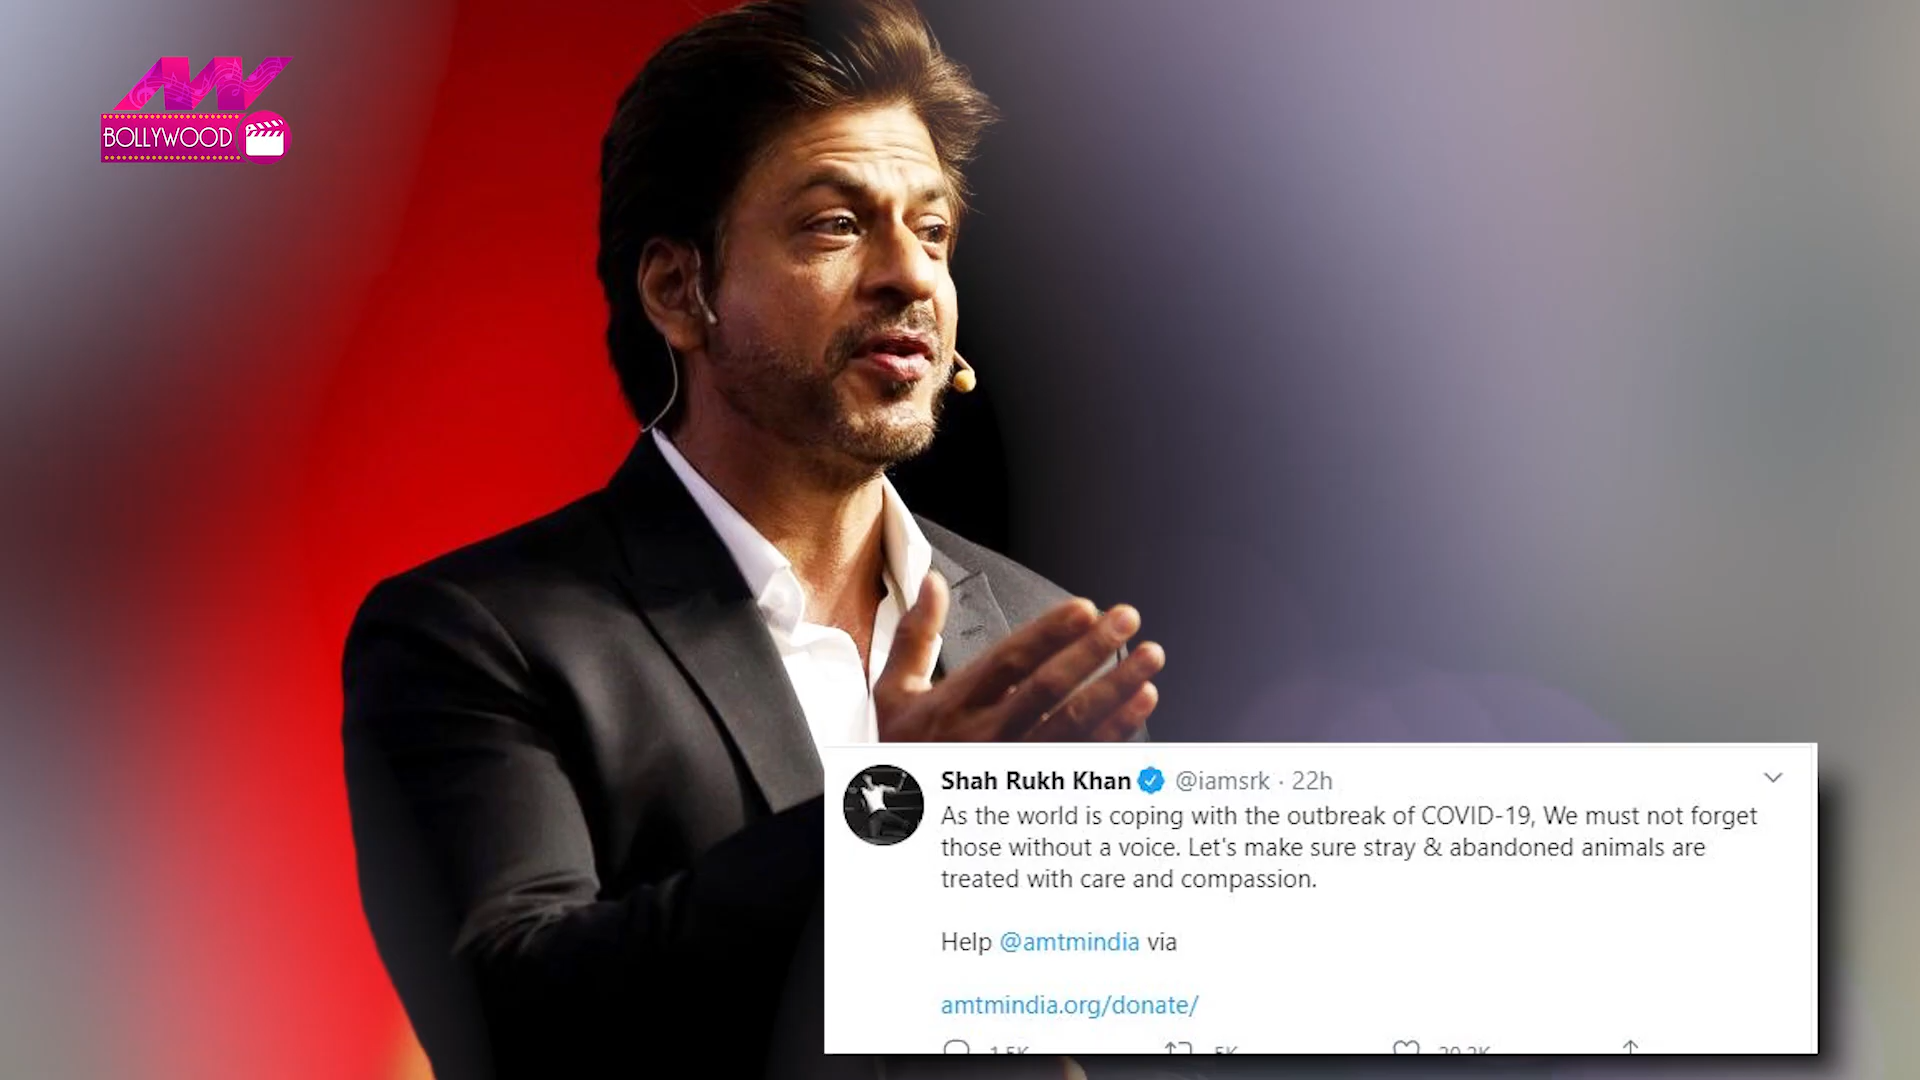 BOLLYWOOD
Shah Rukh Khan @iamsrk · 22h
As the world is coping with the outbreak of COVID-19, We must not forget
those without a voice. Let's make sure stray & abandoned animals are
treated with care and compassion.
Help @amtmindia via
amtmindia.org/donate/